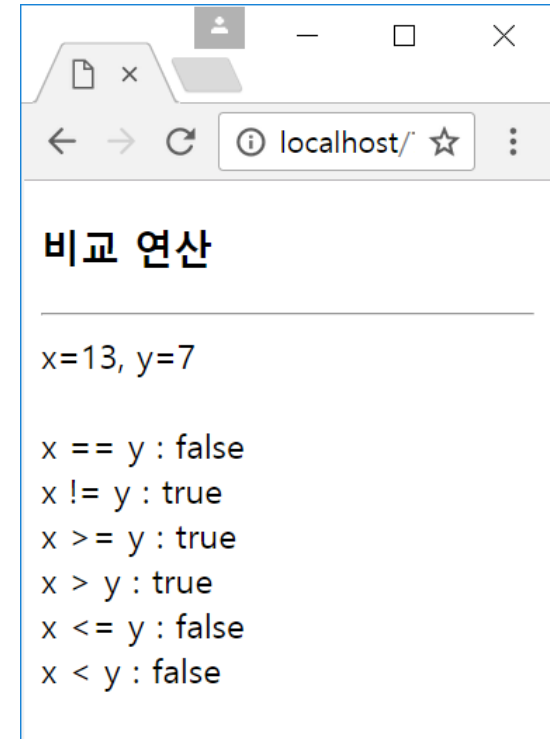 localhost/
비교 연산
x=13, y=7
x == y : false
x != y : true
x >= y : true
x > y : true
x <= y : false
x < y : false